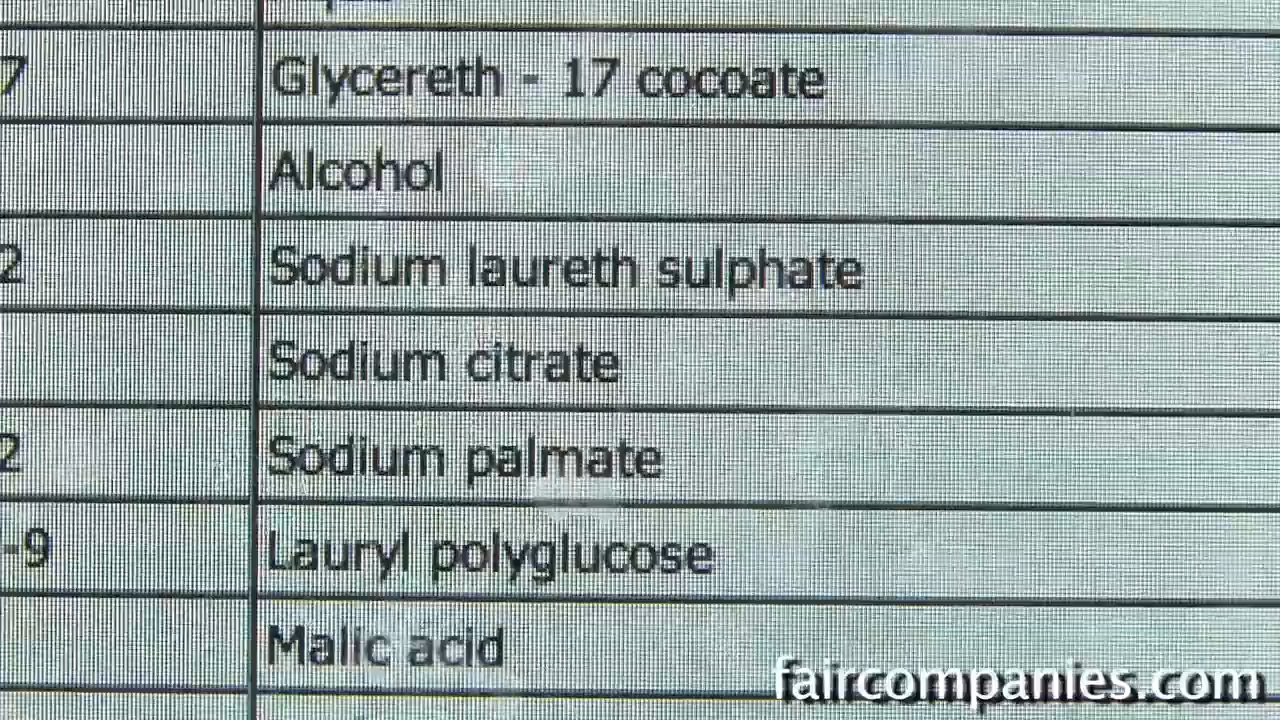 7 Glycereth - 17 cocoate
Alcohol
2 Sodium laureth sulphate
Sodium citrate
2 Sodium palmate
-9 Lauryl polyglucose
Malic acid
faircompanies.com